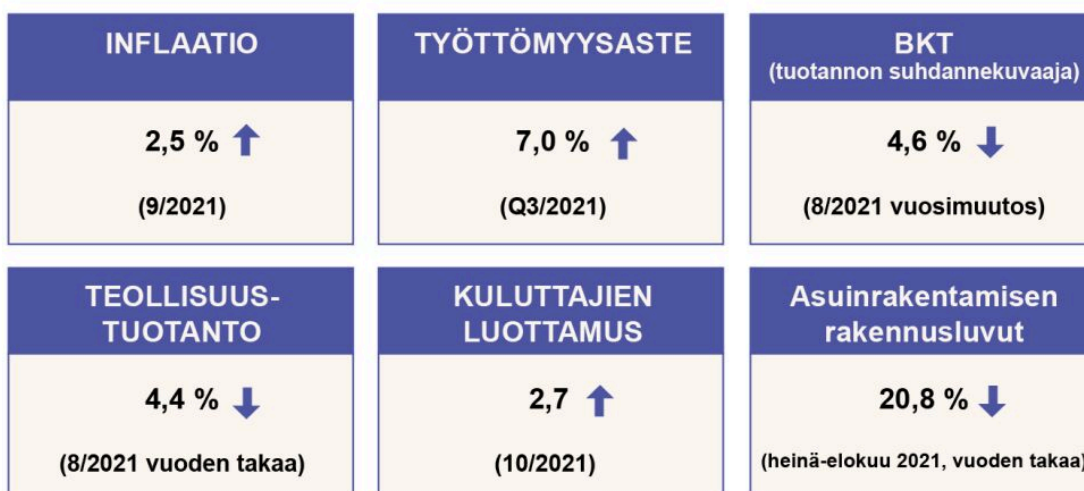 INFLAATIO
2,5 %
(9/2021)
TYÖTTÖMYYSASTE
7,0 %
(Q3/2021)
BKT
(tuotannon suhdannekuvaaja)
4,6 %
(8/2021 vuosimuutos)
TEOLLISUUS-
TUOTANTO
4,4 %
(8/2021 vuoden takaa)
KULUTTAJIEN
LUOTTAMUS
2,7
(10/2021)
Asuinrakentamisen
rakennusluvut
20,8 %
(heinä-elokuu 2021, vuoden takaa)